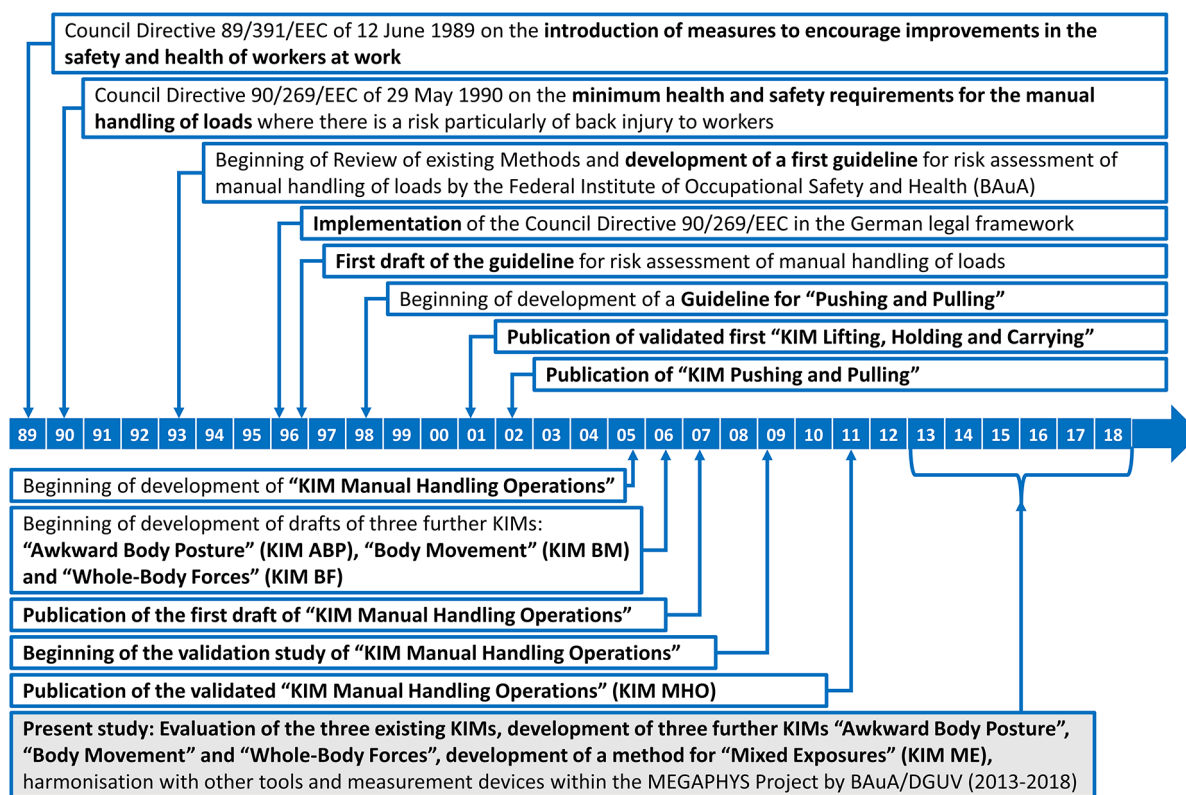 Council Directive 89/391/EEC of 12 June 1989 on the introduction of measures to encourage improvements in the
safety and health of workers at work
Council Directive 90/269/EEC of 29 May 1990 on the minimum health and safety requirements for the manual
handling of loads where there is a risk particularly of back injury to workers
Beginning of Review of existing Methods and development of a first guideline for risk assessment of
manual handling of loads by the Federal Institute of Occupational Safety and Health (BAuA)
Implementation of the Council Directive 90/269/EEC in the German legal framework
First draft of the guideline for risk assessment of manual handling of loads
Beginning of development of a Guideline for “Pushing and Pulling”
Publication of validated first “KIM Lifting, Holding and Carrying”
Publication of “KIM Pushing and Pulling”
89 90 91 92 93 94 95 96 97 98 99 00 01 02 03 04 05 06 07 08 09 10 11 12 13 14 15 16 17 18
Beginning of development of “KIM Manual Handling Operations”
Beginning of development of drafts of three further KIMs:
“Awkward Body Posture” (KIM ABP), “Body Movement” (KIM BM)
and “Whole-Body Forces” (KIM BF)
Publication of the first draft of “KIM Manual Handling Operations”
Beginning of the validation study of “KIM Manual Handling Operations”
Publication of the validated “KIM Manual Handling Operations” (KIM MHO)
Present study: Evaluation of the three existing KIMs, development of three further KIMs “Awkward Body Posture”,
“Body Movement” and “Whole-Body Forces”, development of a method for “Mixed Exposures” (KIM ME),
harmonisation with other tools and measurement devices within the MEGAPHYS Project by BAuA/DGUV (2013-2018)